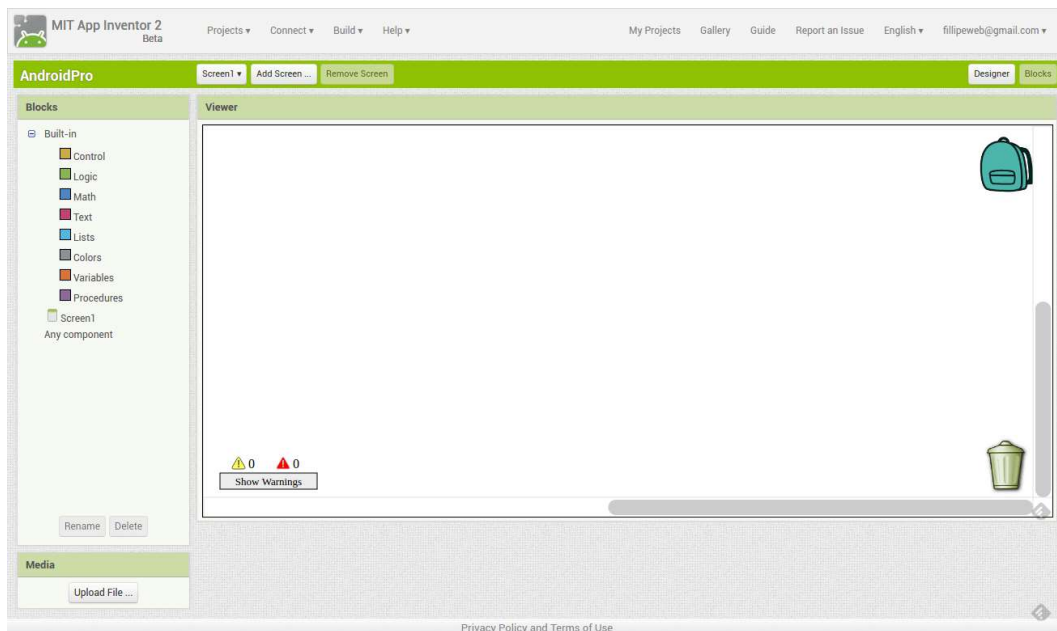 MIT App Inventor 2
Beta
Projects Connect Build Help
My Projects Gallery Guide Report an Issue English fillipeweb@gmail.com
AndroidPro
Screen1 Add Screen ... Remove Screen
Designer Blocks
Blocks
Viewer
Built-in
Control
Logic
Math
Text
Lists
Colors
Variables
Procedures
Screen1
Any component
0 0
Show Warnings
Rename Delete
Media
Upload File ...
Privacy Policy and Terms of Use